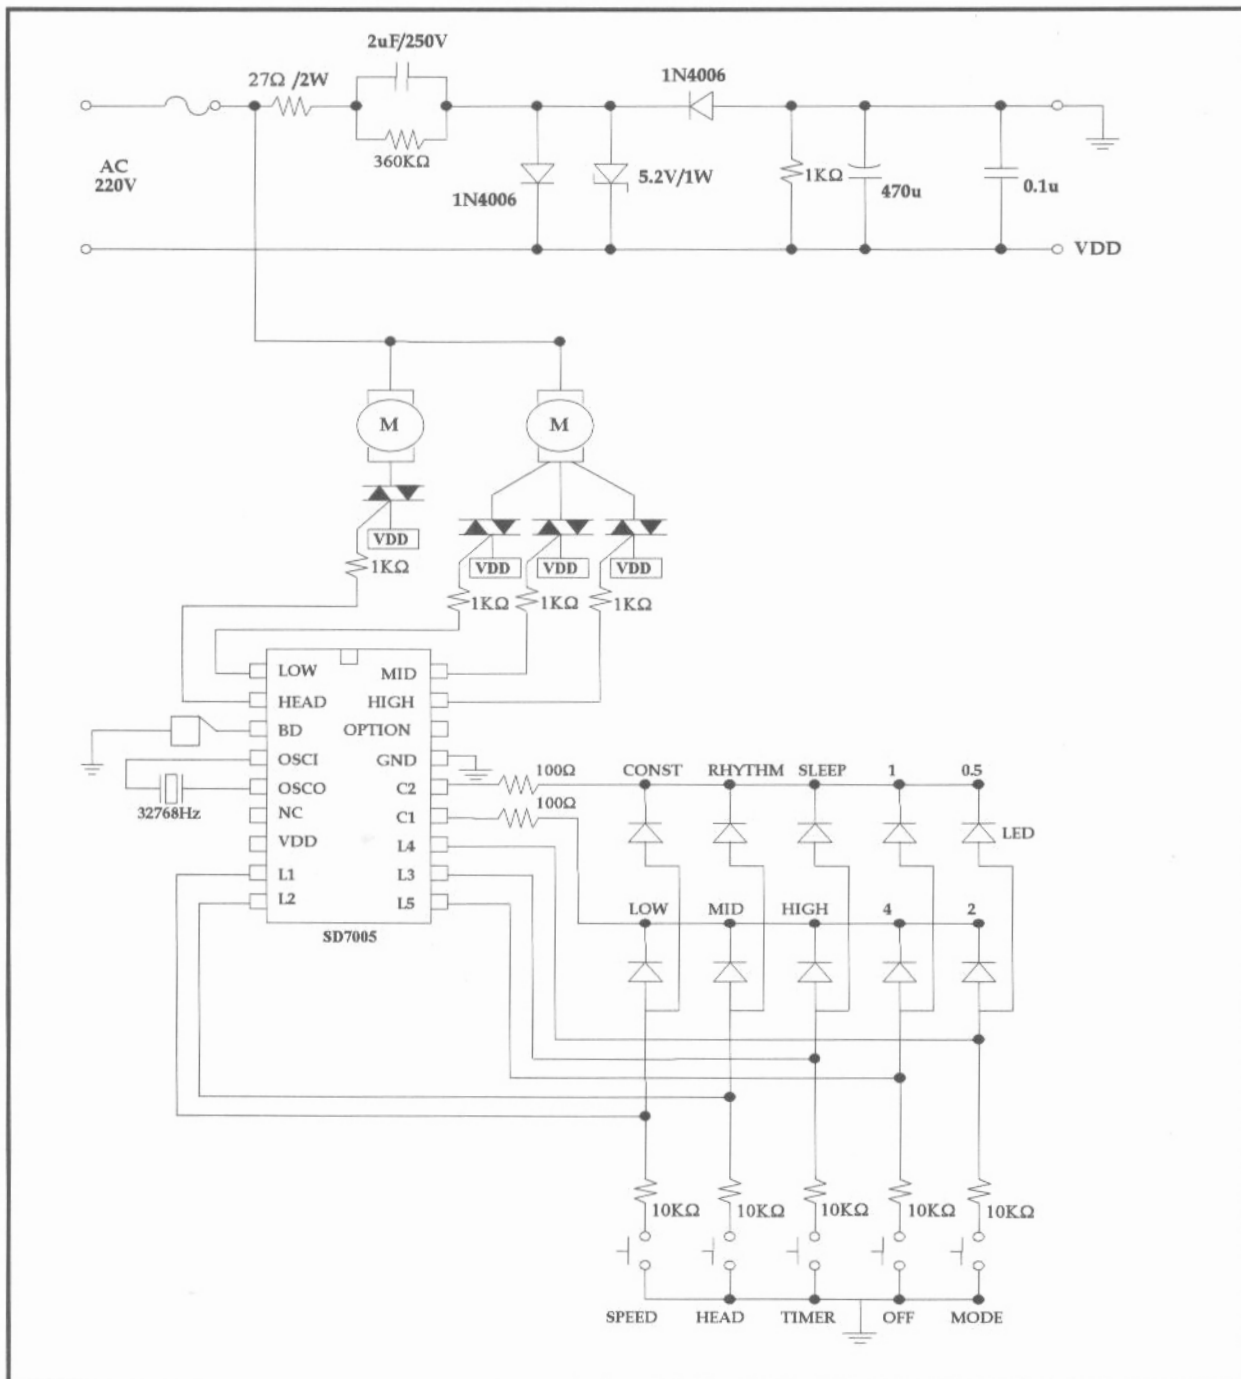 2uF/250V
27Ω /2W
1N4006
360KΩ
AC
220V
1N4006
5.2V/1W
1KΩ
470u
0.1u
VDD
M
M
VDD
VDD
VDD
VDD
1KΩ
1KΩ
1KΩ
1KΩ
LOW
MID
HEAD
HIGH
BD
OPTION
OSCI
GND
OSCO
C2
NC
C1
VDD
L4
L1
L3
L2
L5
32768Hz
SD7005
100Ω
100Ω
CONST
RHYTHM
SLEEP
1
0.5
LED
LOW
MID
HIGH
4
2
10KΩ
10KΩ
10KΩ
10KΩ
10KΩ
SPEED
HEAD
TIMER
OFF
MODE